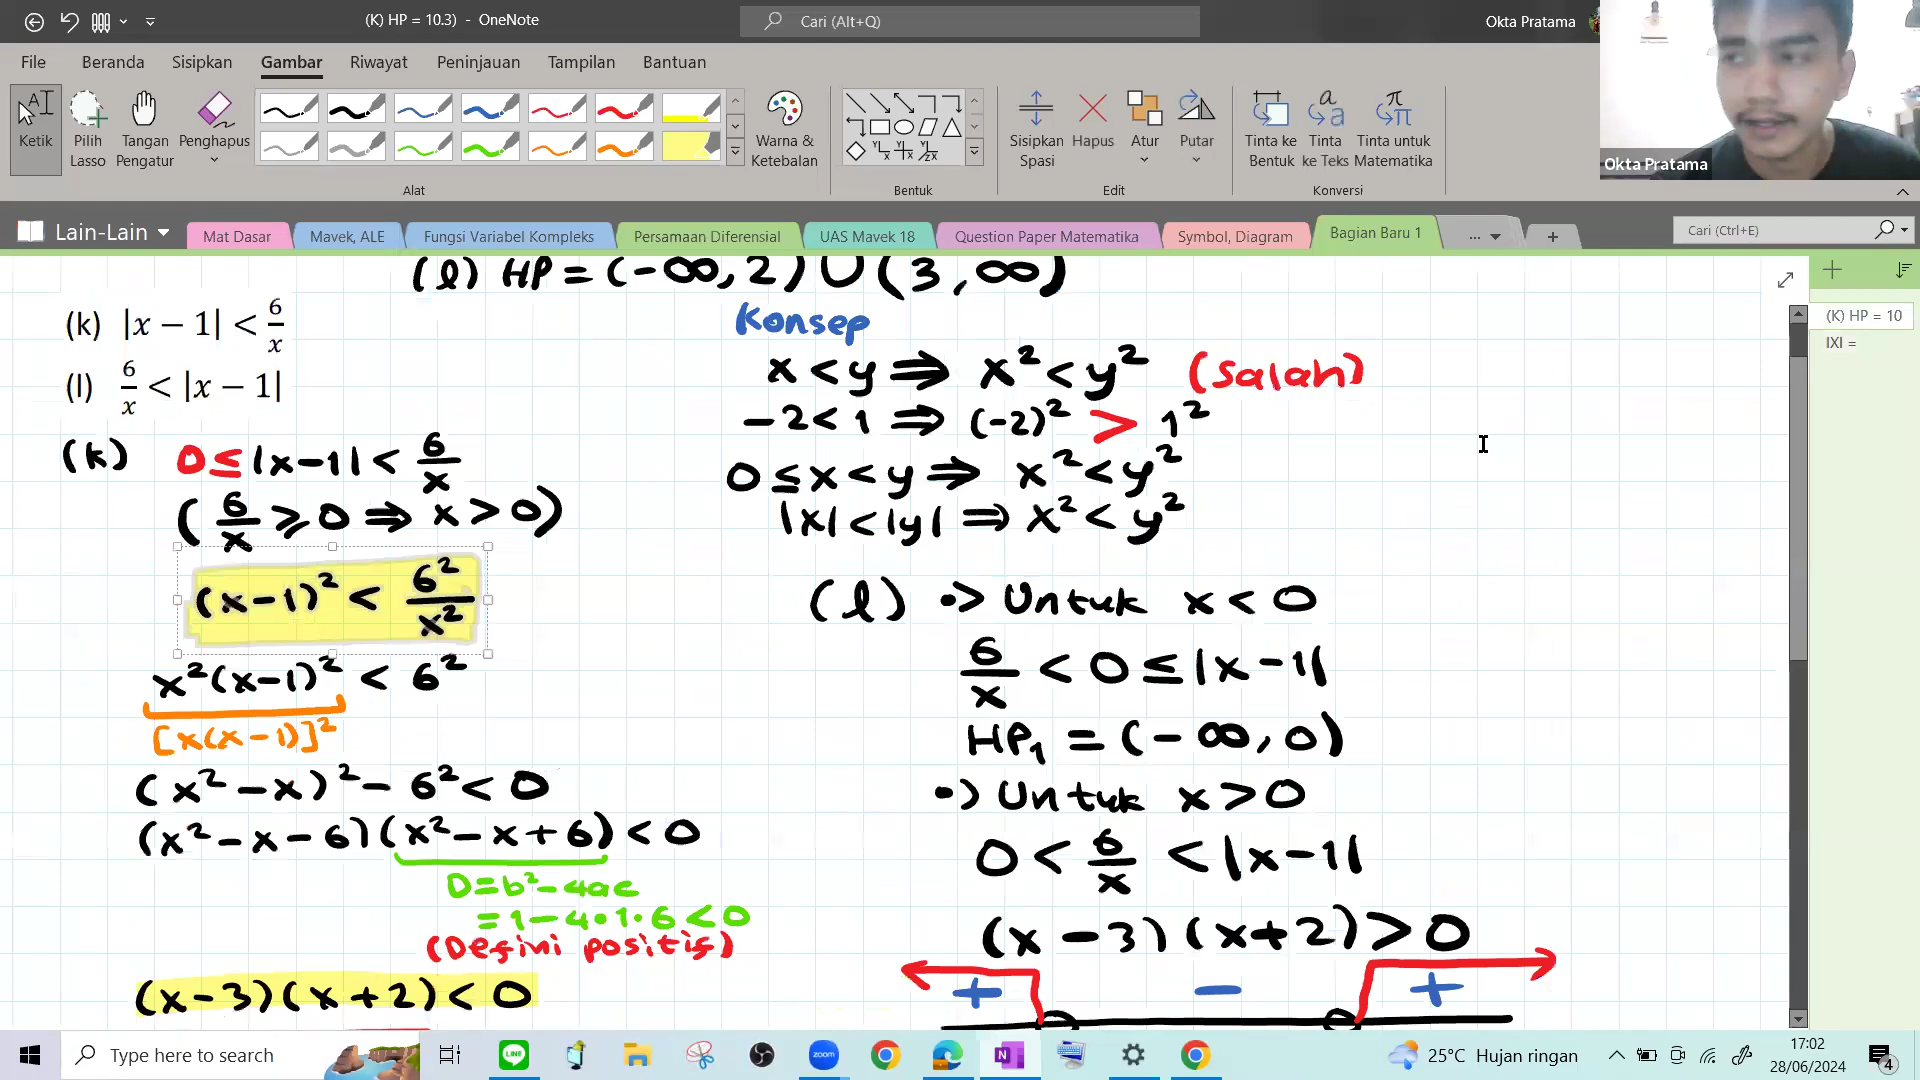 (K) HP = 10.3) - OneNote
Cari (Alt+Q)
Okta Pratama
File Beranda Sisipkan Gambar Riwayat Peninjauan Tampilan Bantuan
Ketik
Pilih Lasso
Tangan Pengatur
Penghapus
Warna & Ketebalan
Sisipkan Spasi
Hapus
Atur
Putar
Tinta ke Bentuk
Tinta ke Teks
Tinta untuk Matematika
Alat
Bentuk
Edit
Konversi
Okta Pratama
Lain-Lain
Mat Dasar
Mavek, ALE
Fungsi Variabel Kompleks
Persamaan Diferensial
UAS Mavek 18
Question Paper Matematika
Symbol, Diagram
Bagian Baru 1
...
Cari (Ctrl+E)
(K) HP = 10
IXI =
(l) HP = (-∞, 2) ∪ (3, ∞)
(k) |x − 1| < 6/x
(l) 6/x < |x − 1|
(k) 0 ≤ |x-1| < 6/x
(6/x ≥ 0 ⇒ x > 0)
(x-1)² < 6²/x²
x²(x-1)² < 6²
[x(x-1)]²
(x² - x)² - 6² < 0
(x² - x - 6)(x² - x + 6) < 0
D = b² - 4ac
= 1 - 4·1·6 < 0
(Defini positif)
(x-3)(x+2) < 0
Konsep
x < y ⇒ x² < y² (Salah)
-2 < 1 ⇒ (-2)² > 1²
0 ≤ x < y ⇒ x² < y²
|x| < |y| ⇒ x² < y²
(l) •> Untuk x < 0
6/x < 0 ≤ |x-1|
HP₁ = (-∞, 0)
•) Untuk x > 0
0 < 6/x < |x-1|
(x-3)(x+2) > 0
+ − +
Type here to search
zoom
25°C Hujan ringan
17:02
28/06/2024
4